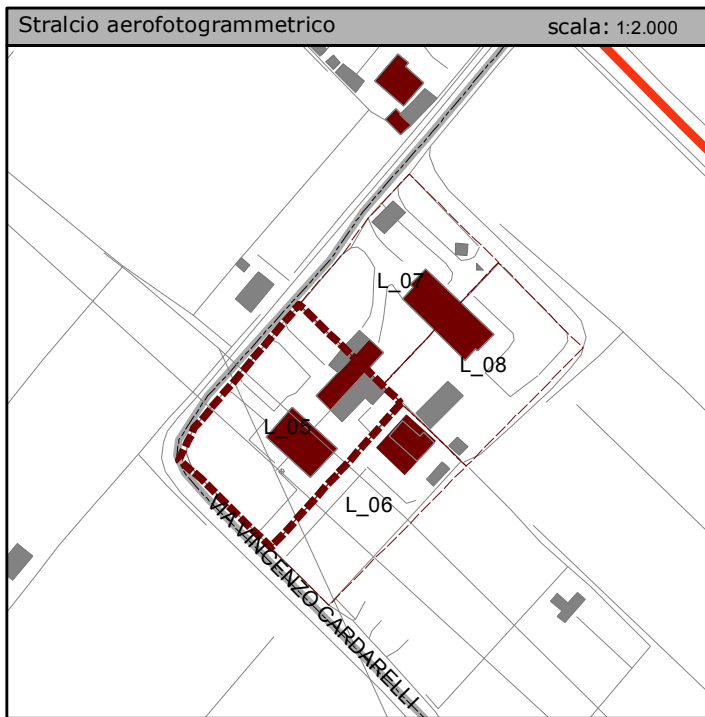 Stralcio aerofotogrammetrico scala: 1:2.000
L_07
L_08
L_05
L_06
VIA VINCENZO CARDARELLI